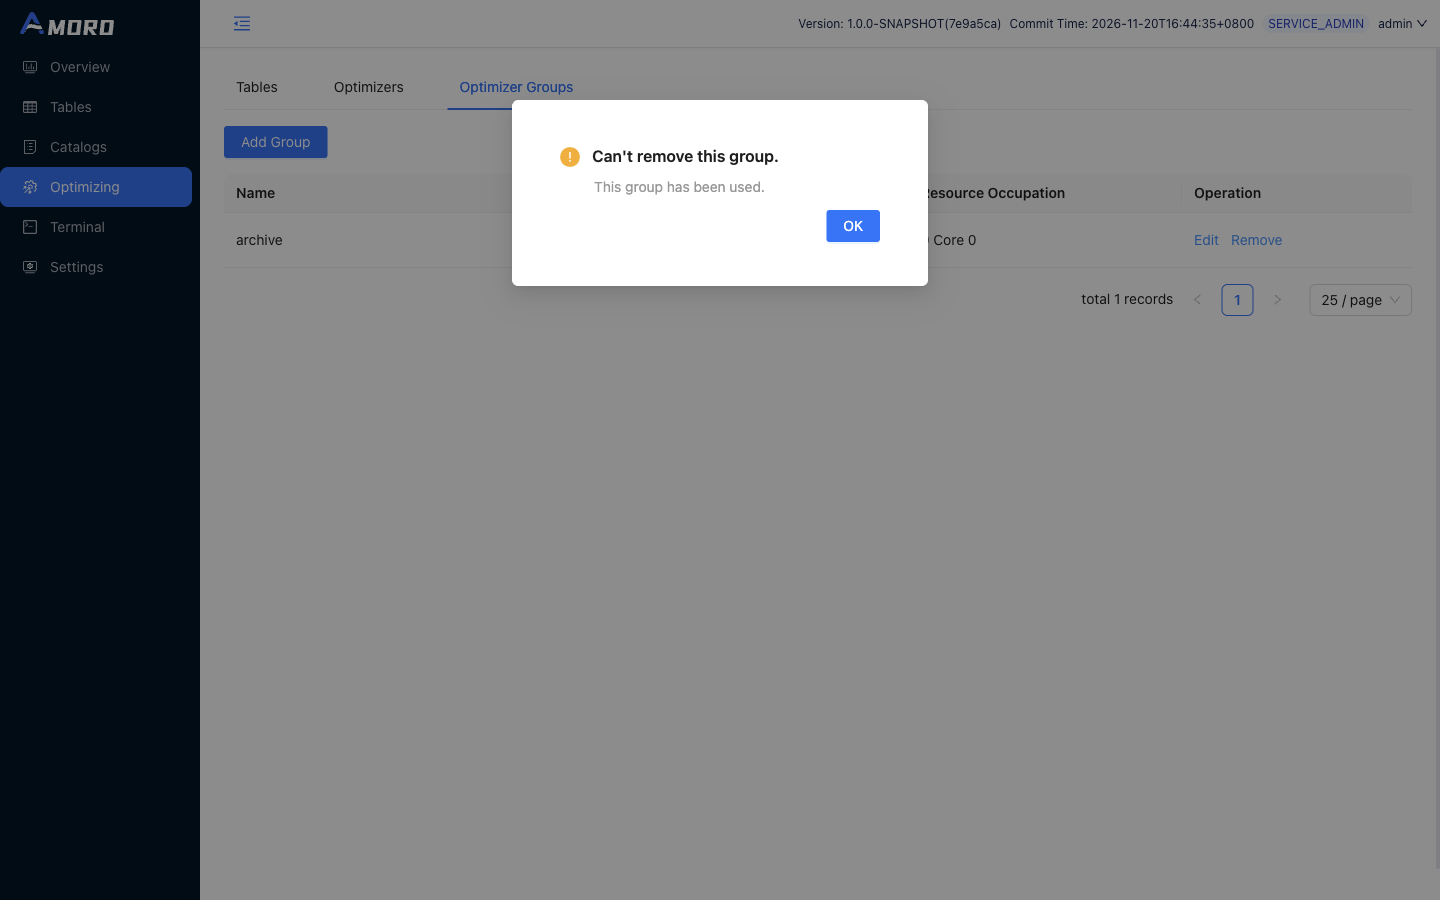 AMORO
Version: 1.0.0-SNAPSHOT(7e9a5ca) Commit Time: 2026-11-20T16:44:35+0800 SERVICE_ADMIN admin
Overview
Tables
Catalogs
Optimizing
Terminal
Settings
Tables Optimizers Optimizer Groups
Add Group
Can't remove this group.
This group has been used.
OK
Name Resource Occupation Operation
archive Core 0 Edit Remove
total 1 records 1 25 / page